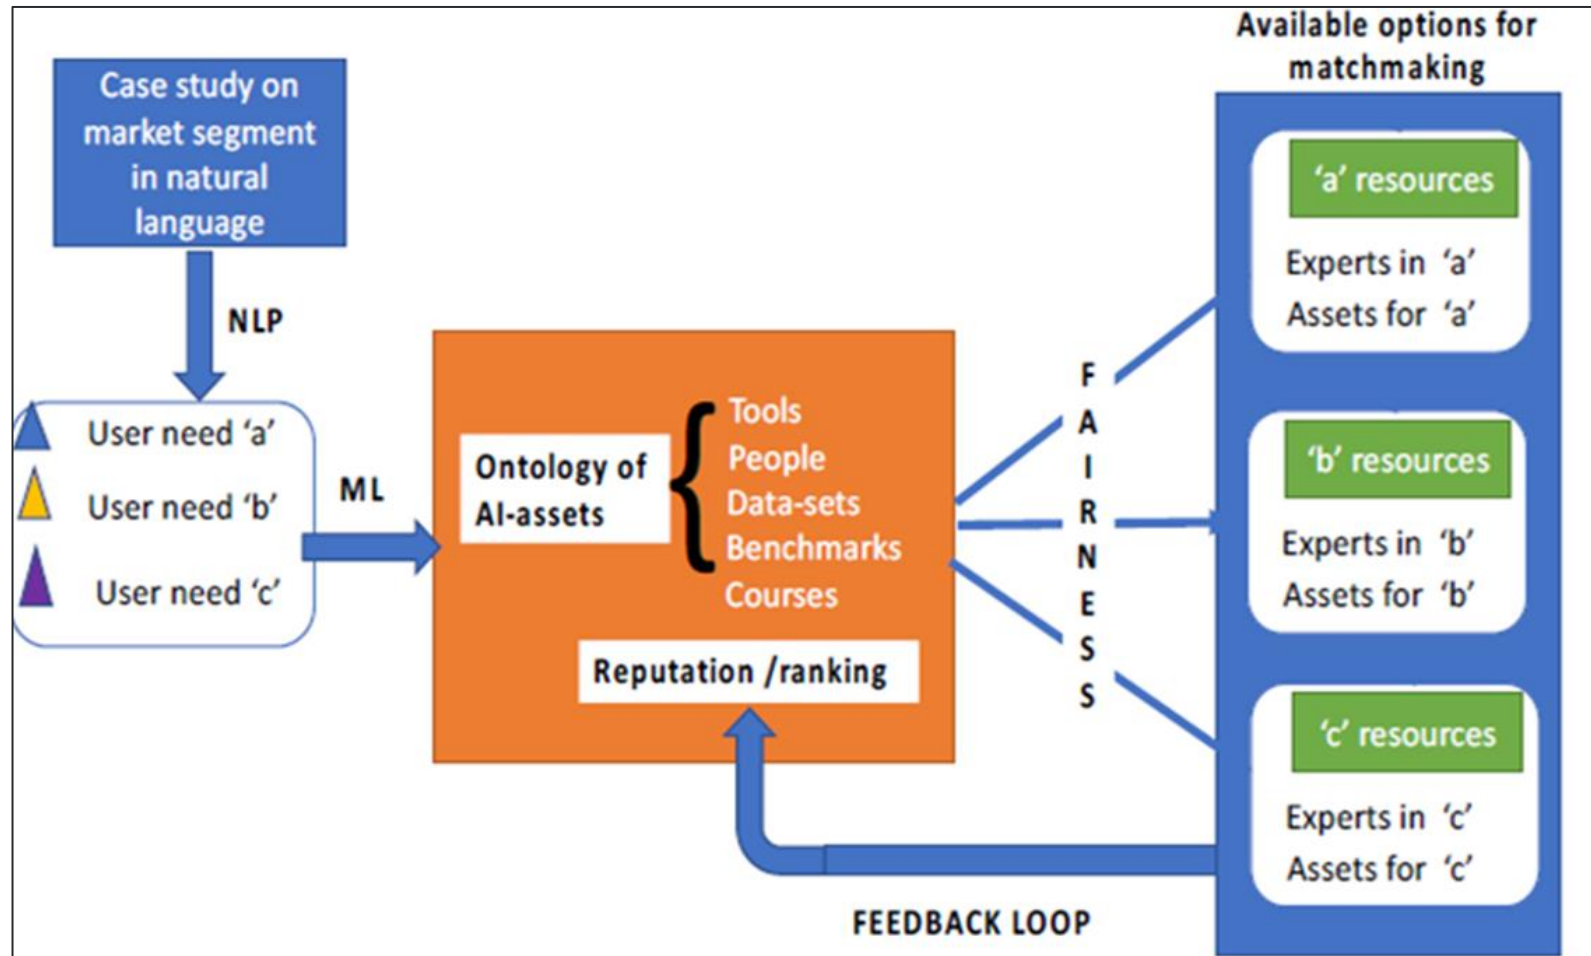 Available options for
matchmaking
Case study on
market segment
in natural
language
NLP
User need ‘a’
User need ‘b’
User need ‘c’
ML
Ontology of
AI-assets
{
Tools
People
Data-sets
Benchmarks
Courses
Reputation /ranking
F
A
I
R
N
E
S
S
‘a’ resources
Experts in ‘a’
Assets for ‘a’
‘b’ resources
Experts in ‘b’
Assets for ‘b’
‘c’ resources
Experts in ‘c’
Assets for ‘c’
FEEDBACK LOOP